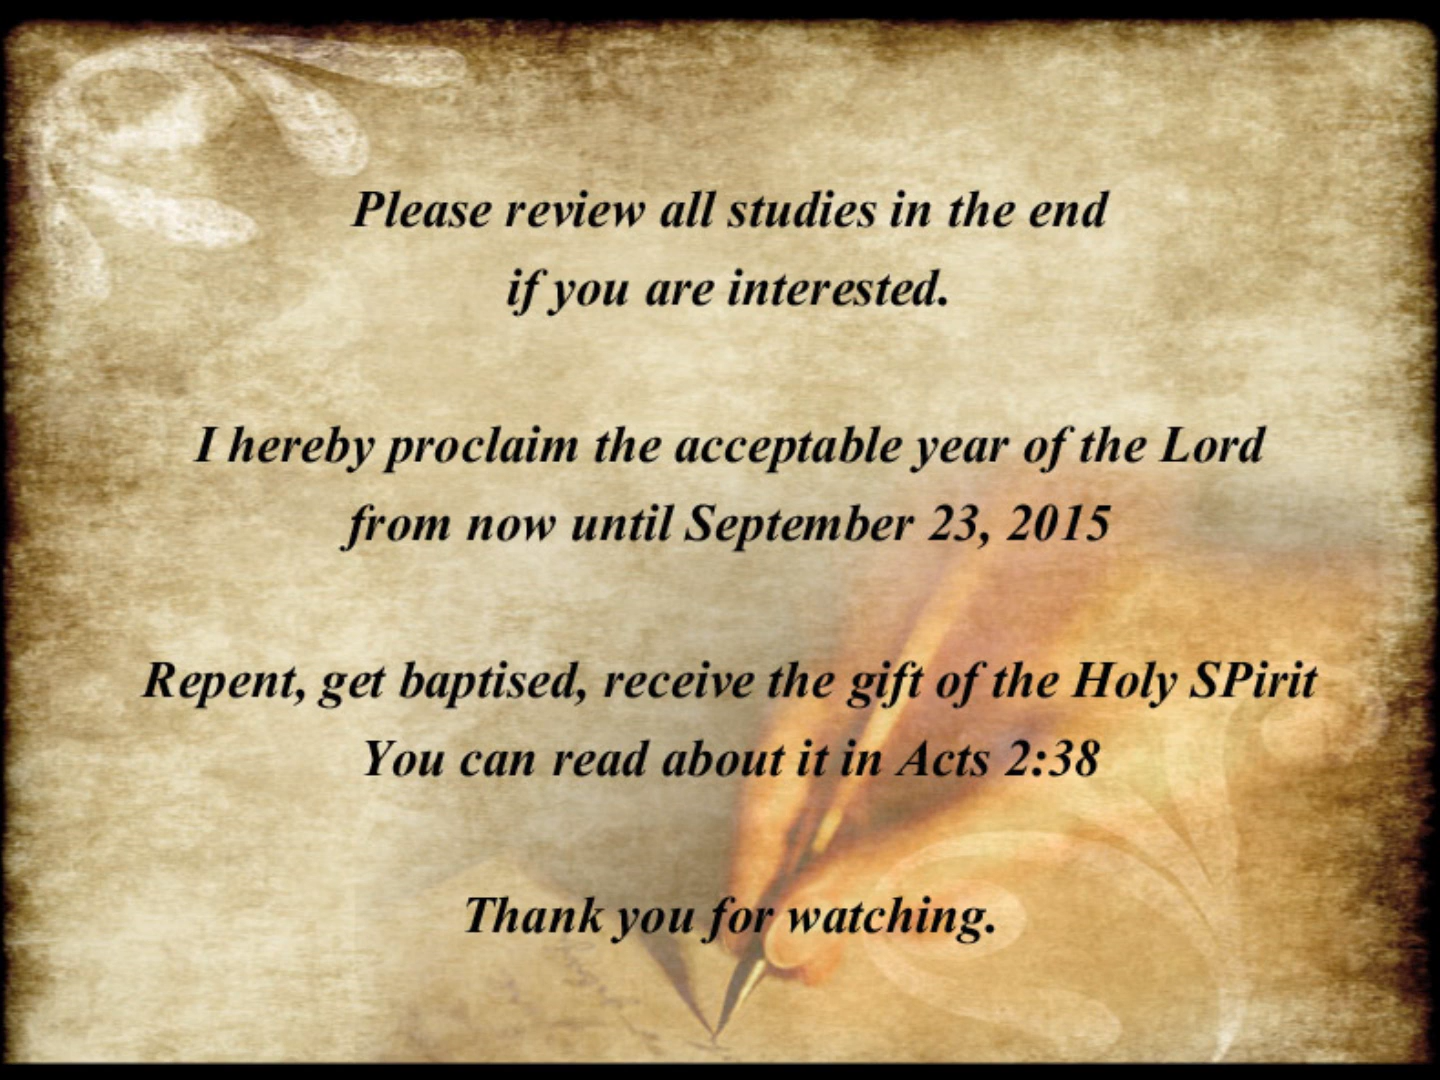 Please review all studies in the end
if you are interested.
I hereby proclaim the acceptable year of the Lord
from now until September 23, 2015
Repent, get baptised, receive the gift of the Holy SPirit
You can read about it in Acts 2:38
Thank you for watching.